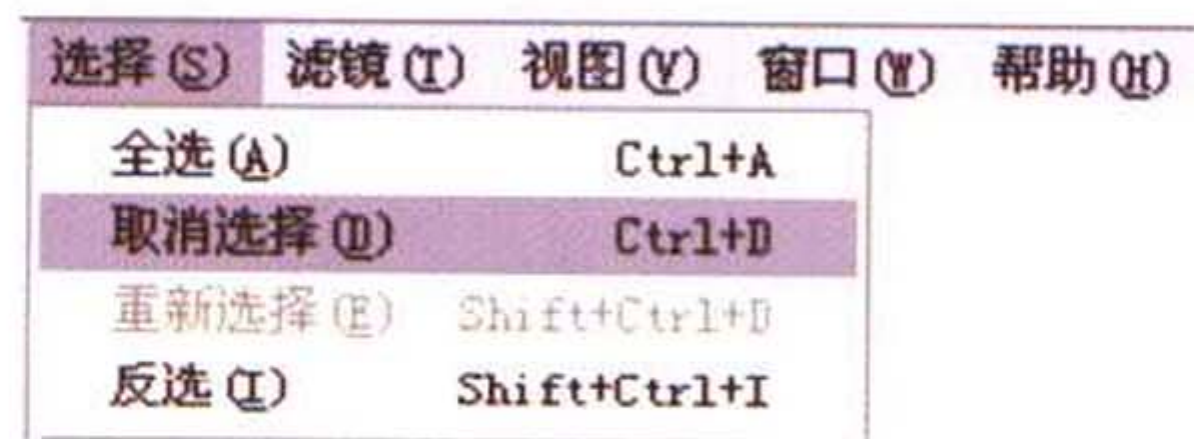 选择(S) 滤镜(T) 视图(V) 窗口(W) 帮助(H)
全选(A) Ctrl+A
取消选择(D) Ctrl+D
重新选择(E) Shift+Ctrl+D
反选(I) Shift+Ctrl+I